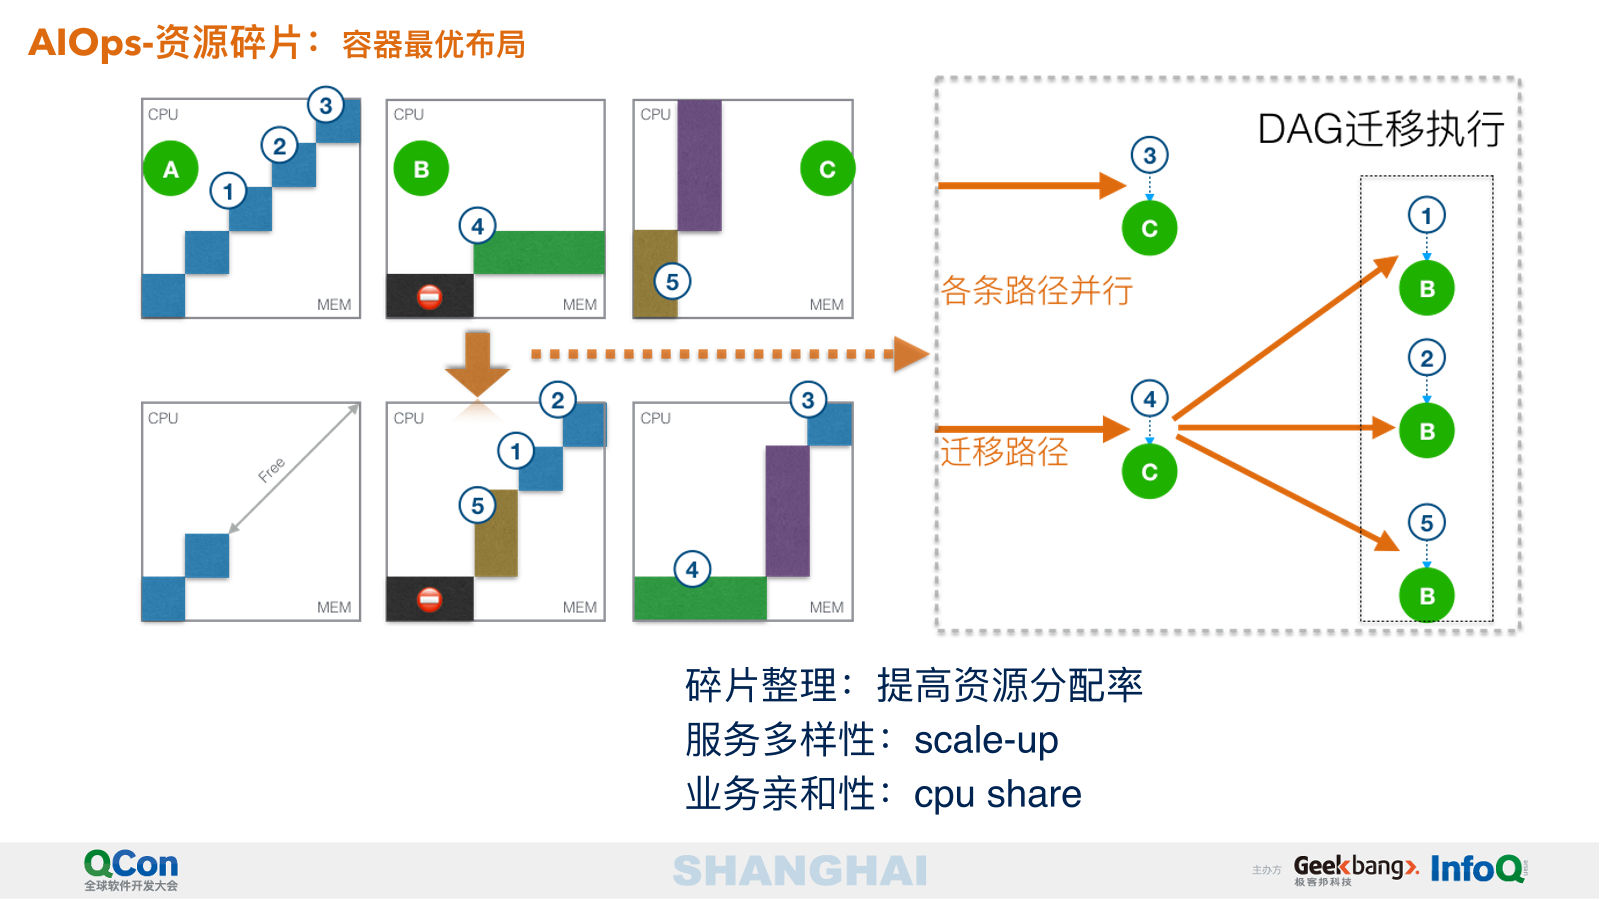 AIOps-资源碎片：容器最优布局
CPU
A
1
2
3
MEM
CPU
B
4
MEM
CPU
C
5
MEM
CPU
Free
MEM
CPU
2
1
5
MEM
CPU
3
4
MEM
DAG迁移执行
3
C
各条路径并行
4
C
迁移路径
1
B
2
B
5
B
碎片整理：提高资源分配率
服务多样性：scale-up
业务亲和性：cpu share
QCon
全球软件开发大会
SHANGHAI
主办方
Geekbang>.
极客邦科技
InfoQ